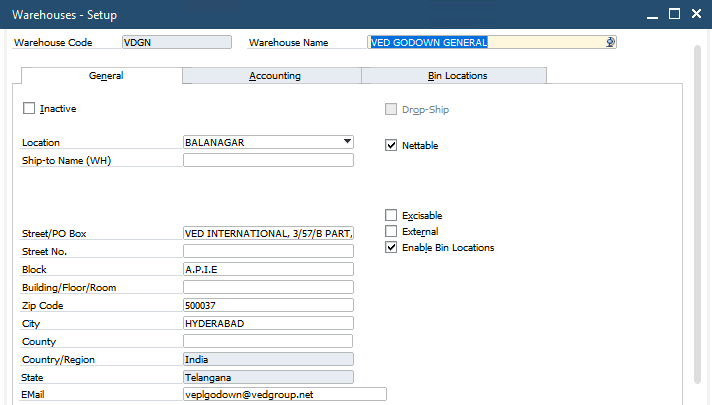 Warehouses - Setup
Warehouse Code VDGN Warehouse Name VED GODOWN GENERAL
General Accounting Bin Locations
Inactive Drop-Ship
Location BALANAGAR Nettable
Ship-to Name (WH)
Excisable
Street/PO Box VED INTERNATIONAL, 3/57/B PART, External
Street No. Enable Bin Locations
Block A.P.I.E
Building/Floor/Room
Zip Code 500037
City HYDERABAD
County
Country/Region India
State Telangana
EMail veplgodown@vedgroup.net